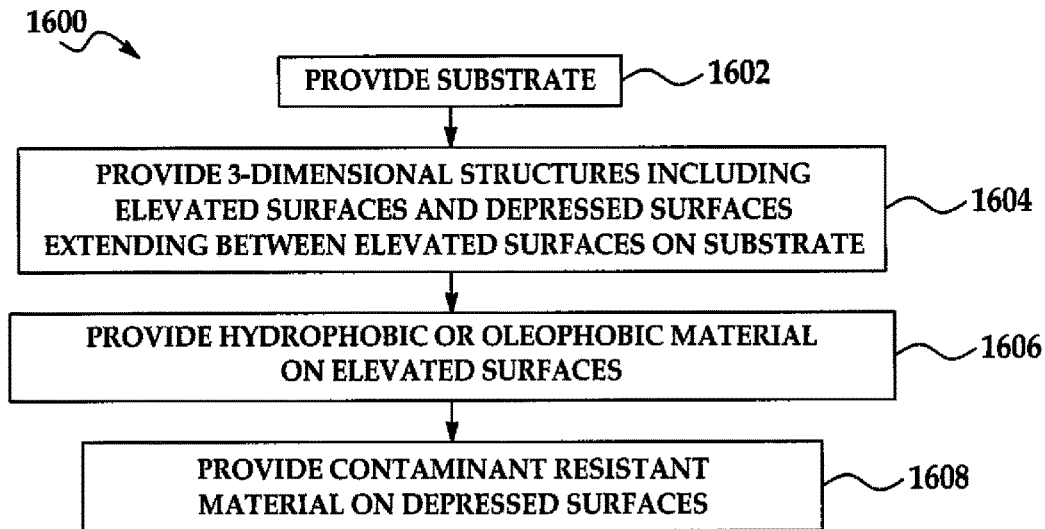 1600
PROVIDE SUBSTRATE
1602
PROVIDE 3-DIMENSIONAL STRUCTURES INCLUDING
ELEVATED SURFACES AND DEPRESSED SURFACES
EXTENDING BETWEEN ELEVATED SURFACES ON SUBSTRATE
1604
PROVIDE HYDROPHOBIC OR OLEOPHOBIC MATERIAL
ON ELEVATED SURFACES
1606
PROVIDE CONTAMINANT RESISTANT
MATERIAL ON DEPRESSED SURFACES
1608